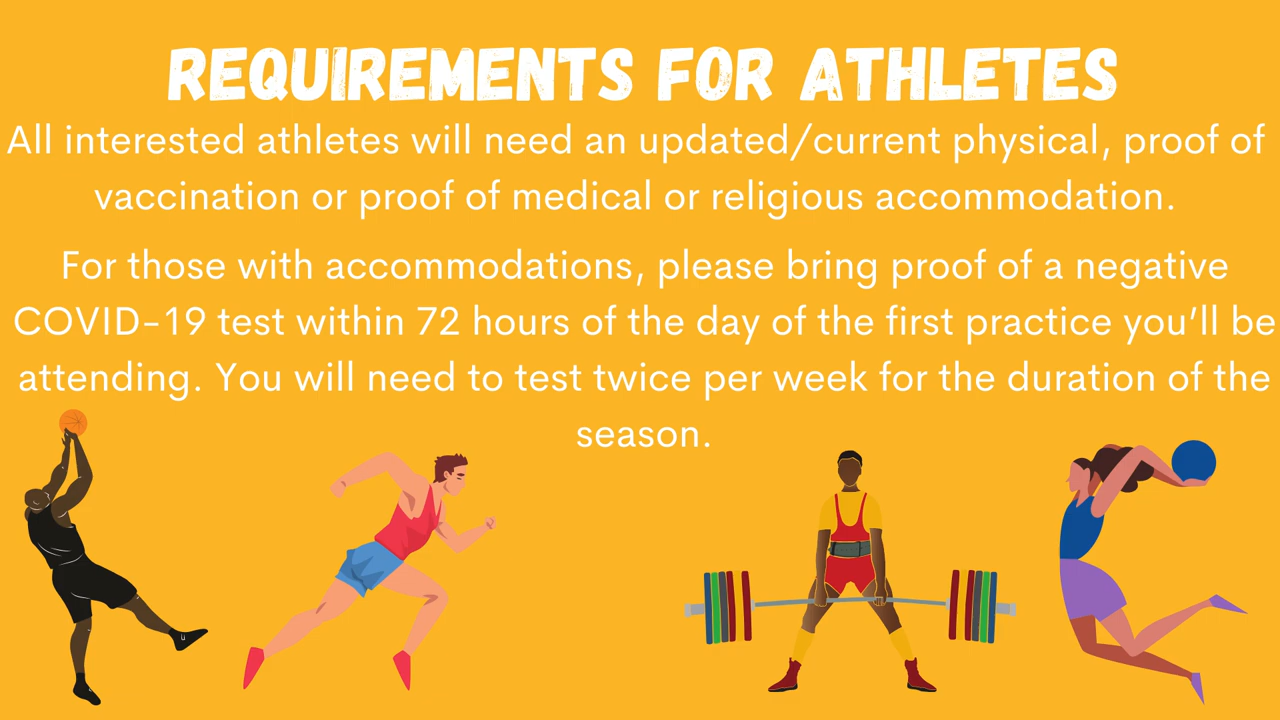 REQUIREMENTS FOR ATHLETES
All interested athletes will need an updated/current physical, proof of
vaccination or proof of medical or religious accommodation.
For those with accommodations, please bring proof of a negative
COVID-19 test within 72 hours of the day of the first practice you’ll be
attending. You will need to test twice per week for the duration of the
season.